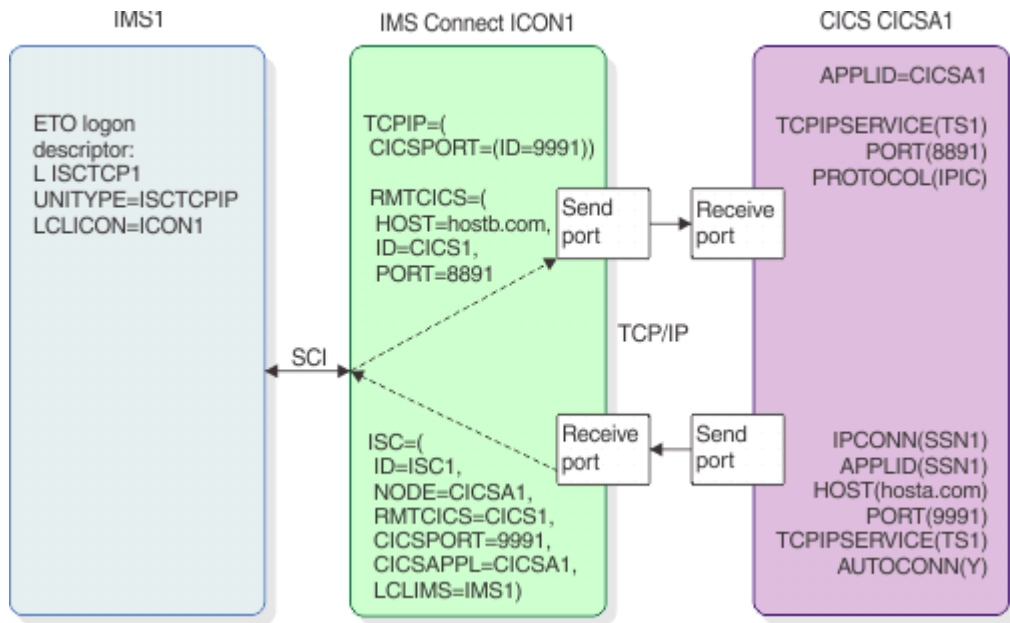 IMS1
IMS Connect ICON1
CICS CICSA1
ETO logon
descriptor:
L ISCTCP1
UNITYPE=ISCTCPIP
LCLICON=ICON1
SCI
TCPIP=(
CICSPORT=(ID=9991))
RMTCICS=(
HOST=hostb.com,
ID=CICS1,
PORT=8891
Send
port
Receive
port
TCP/IP
ISC=(
ID=ISC1,
NODE=CICSA1,
RMTCICS=CICS1,
CICSPORT=9991,
CICSAPPL=CICSA1,
LCLIMS=IMS1)
Receive
port
Send
port
APPLID=CICSA1
TCPIPSERVICE(TS1)
PORT(8891)
PROTOCOL(IPIC)
IPCONN(SSN1)
APPLID(SSN1)
HOST(hosta.com)
PORT(9991)
TCPIPSERVICE(TS1)
AUTOCONN(Y)